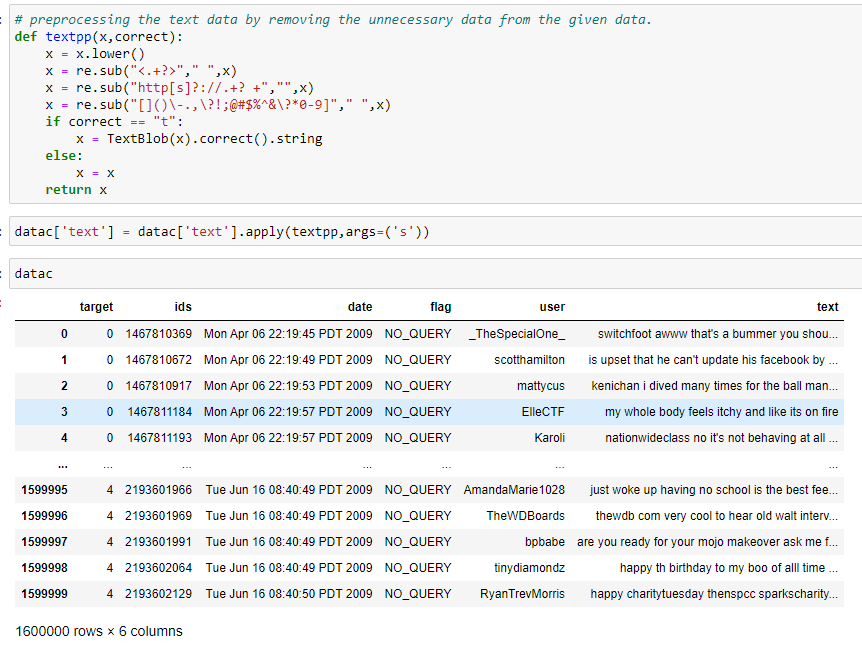 # preprocessing the text data by removing the unnecessary data from the given data.
def textpp(x,correct):
    x = x.lower()
    x = re.sub("<.+?>"," ",x)
    x = re.sub("http[s]?://.+? +","",x)
    x = re.sub("[]()\-.,\?!;@#$%^&\?*0-9]"," ",x)
    if correct == "t":
        x = TextBlob(x).correct().string
    else:
        x = x
    return x
datac['text'] = datac['text'].apply(textpp,args=('s'))
datac
target ids date flag user text
0 0 1467810369 Mon Apr 06 22:19:45 PDT 2009 NO_QUERY _TheSpecialOne_ switchfoot awww that's a bummer you shou...
1 0 1467810672 Mon Apr 06 22:19:49 PDT 2009 NO_QUERY scotthamilton is upset that he can't update his facebook by ...
2 0 1467810917 Mon Apr 06 22:19:53 PDT 2009 NO_QUERY mattycus kenichan i dived many times for the ball man...
3 0 1467811184 Mon Apr 06 22:19:57 PDT 2009 NO_QUERY ElleCTF my whole body feels itchy and like its on fire
4 0 1467811193 Mon Apr 06 22:19:57 PDT 2009 NO_QUERY Karoli nationwideclass no it's not behaving at all ...
... ... ... ... ... ... ...
1599995 4 2193601966 Tue Jun 16 08:40:49 PDT 2009 NO_QUERY AmandaMarie1028 just woke up having no school is the best fee...
1599996 4 2193601969 Tue Jun 16 08:40:49 PDT 2009 NO_QUERY TheWDBoards thewdb com very cool to hear old walt interv...
1599997 4 2193601991 Tue Jun 16 08:40:49 PDT 2009 NO_QUERY bpbabe are you ready for your mojo makeover ask me f...
1599998 4 2193602064 Tue Jun 16 08:40:49 PDT 2009 NO_QUERY tinydiamondz happy th birthday to my boo of alll time ...
1599999 4 2193602129 Tue Jun 16 08:40:50 PDT 2009 NO_QUERY RyanTrevMorris happy charitytuesday thenspcc sparkscharity...
1600000 rows × 6 columns